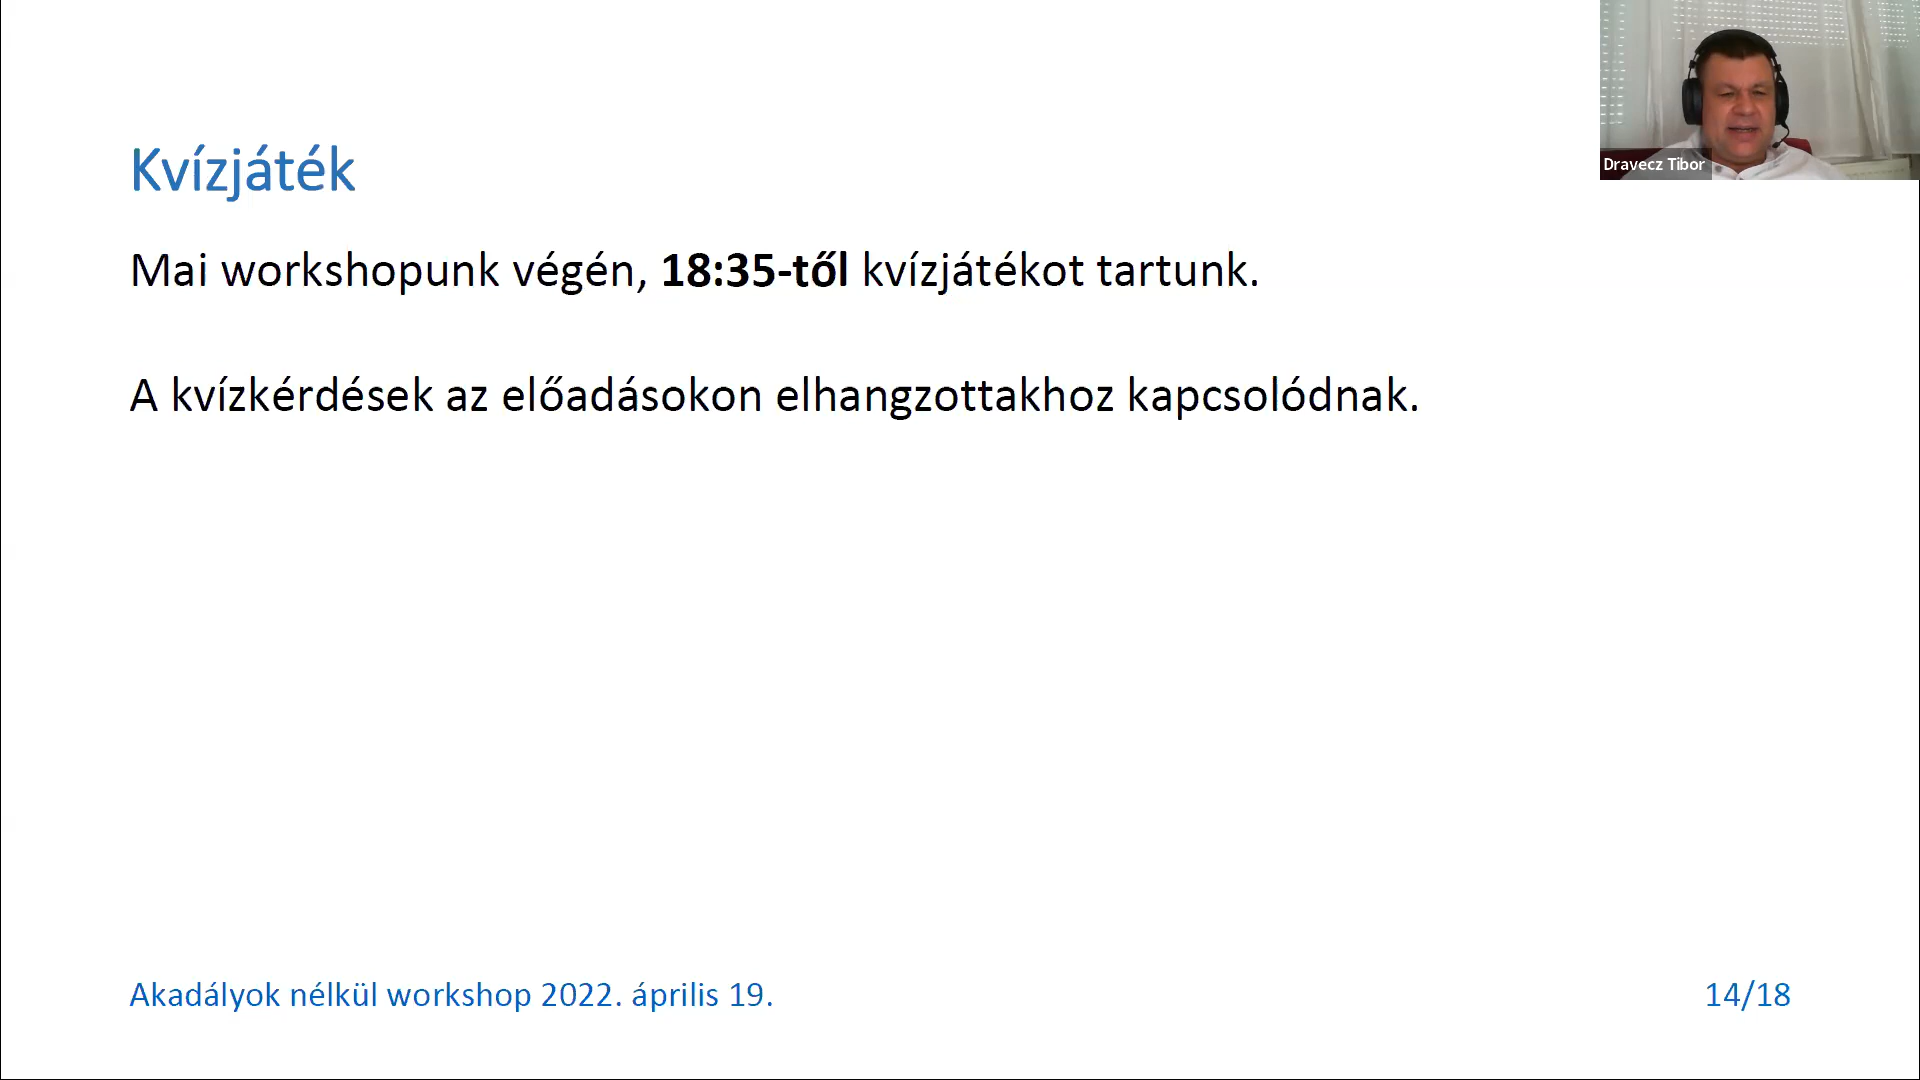 Dravecz Tibor
Kvízjáték
Mai workshopunk végén, 18:35-től kvízjátékot tartunk.
A kvízkérdések az előadásokon elhangzottakhoz kapcsolódnak.
Akadályok nélkül workshop 2022. április 19.
14/18